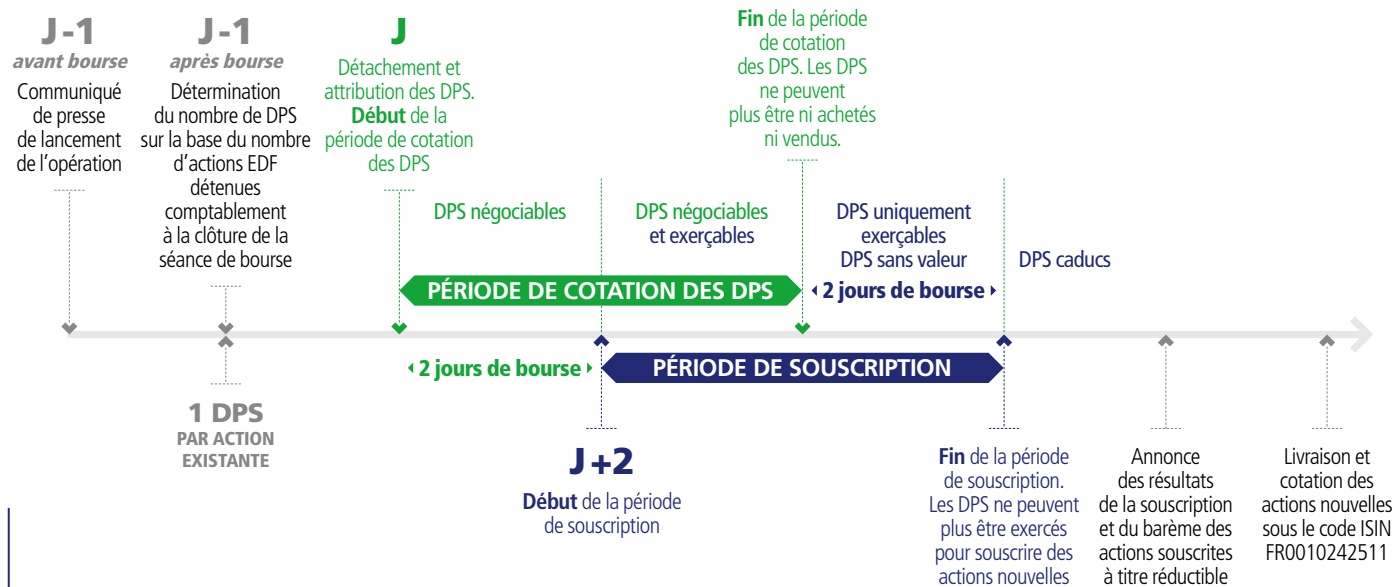 J-1
avant bourse
Communiqué
de presse
de lancement
de l'opération
J-1
après bourse
Détermination
du nombre de DPS
sur la base du nombre
d'actions EDF
détenues
comptablement
à la clôture de la
séance de bourse
J
Détachement et
attribution des DPS.
Début de la
période de cotation
des DPS
Fin de la période
de cotation
des DPS. Les DPS
ne peuvent
plus être ni achetés
ni vendus.
DPS négociables
DPS négociables
et exerçables
DPS uniquement
exerçables
DPS sans valeur
DPS caducs
PÉRIODE DE COTATION DES DPS
2 jours de bourse
2 jours de bourse
PÉRIODE DE SOUSCRIPTION
1 DPS
PAR ACTION
EXISTANTE
J+2
Début de la période
de souscription
Fin de la période
de souscription.
Les DPS ne peuvent
plus être exercés
pour souscrire des
actions nouvelles
Annonce
des résultats
de la souscription
et du barème des
actions souscrites
à titre réductible
Livraison et
cotation des
actions nouvelles
sous le code ISIN
FR0010242511